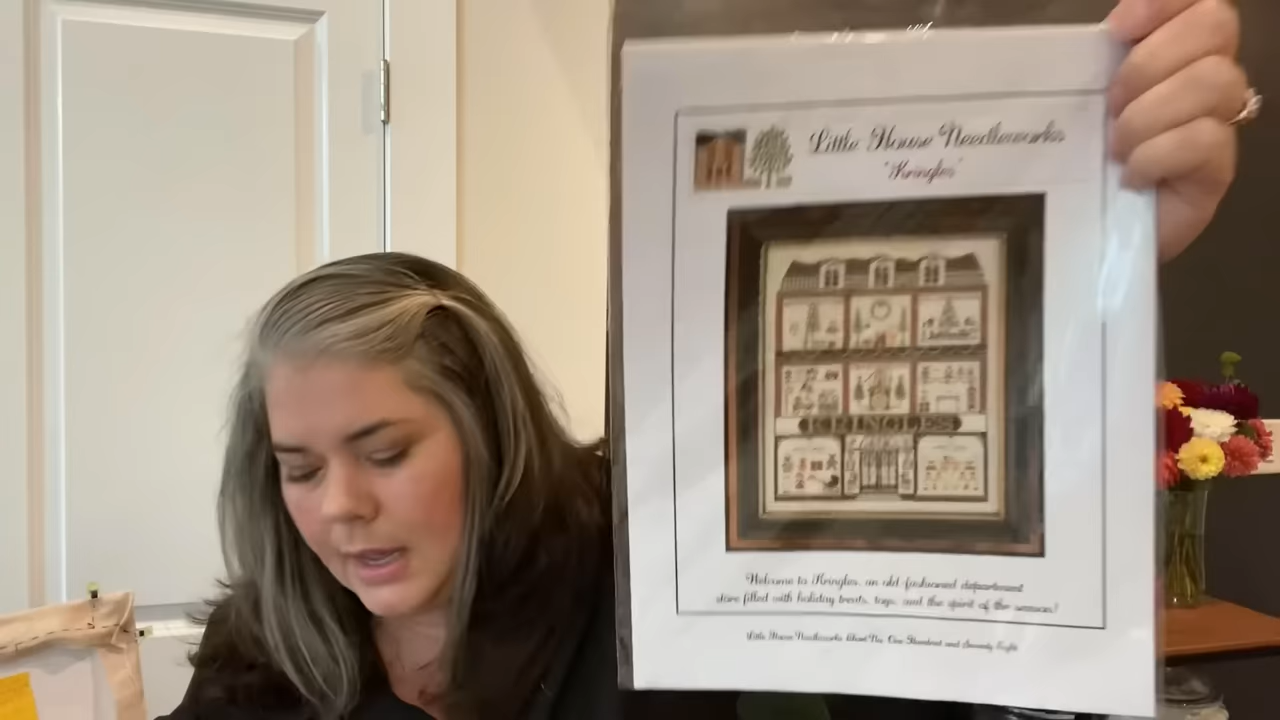 Little House Needleworks
"Kringles"
KRINGLES
Welcome to Kringles, an old fashioned department
store filled with holiday treats, toys, and the spirit of the season!
Little House Needleworks Chart No. One Hundred and Seventy Eight